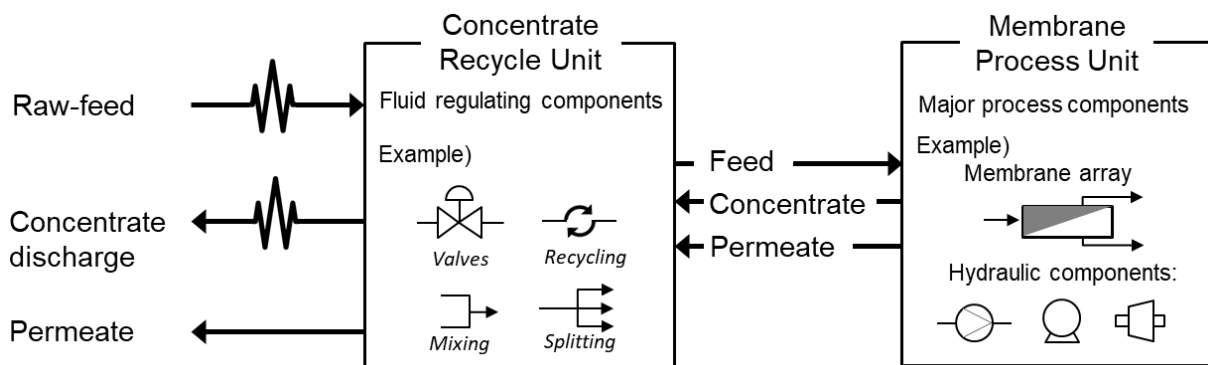 Raw-feed
Concentrate
discharge
Permeate
Concentrate
Recycle Unit
Fluid regulating components
Example)
Valves
Recycling
Mixing
Splitting
Feed
Concentrate
Permeate
Membrane
Process Unit
Major process components
Example)
Membrane array
Hydraulic components: